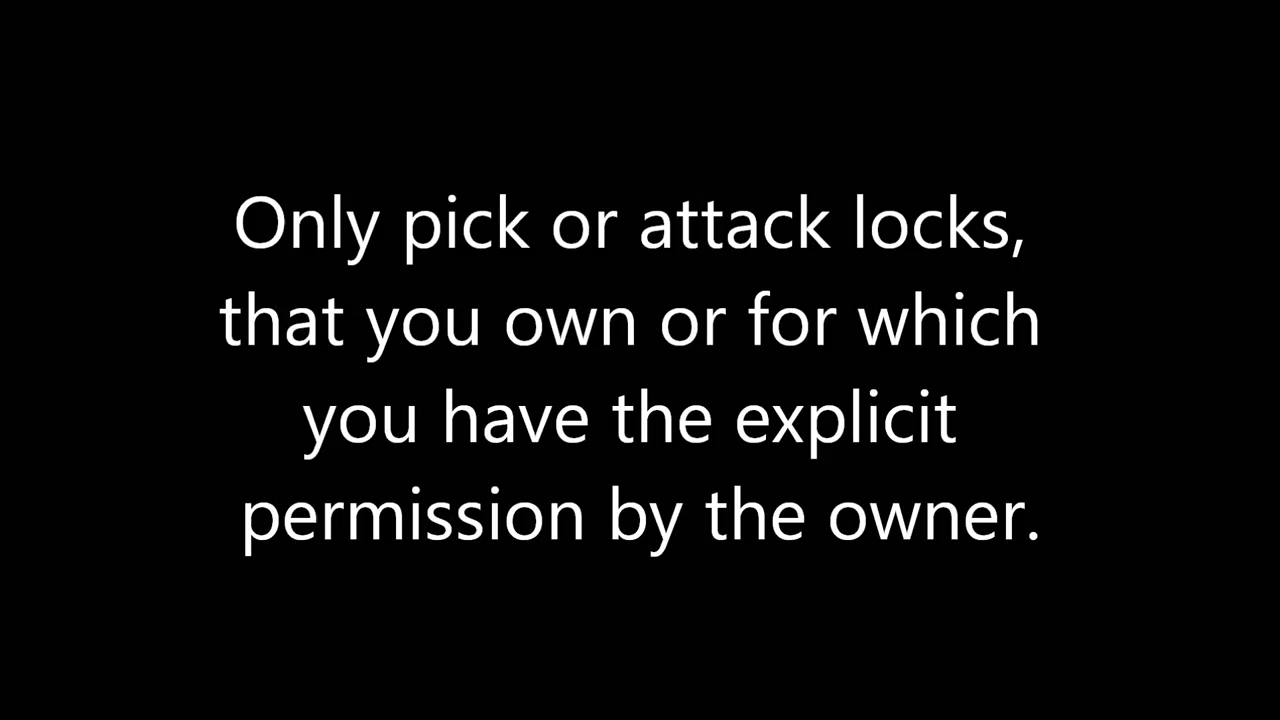 Only pick or attack locks,
that you own or for which
you have the explicit
permission by the owner.